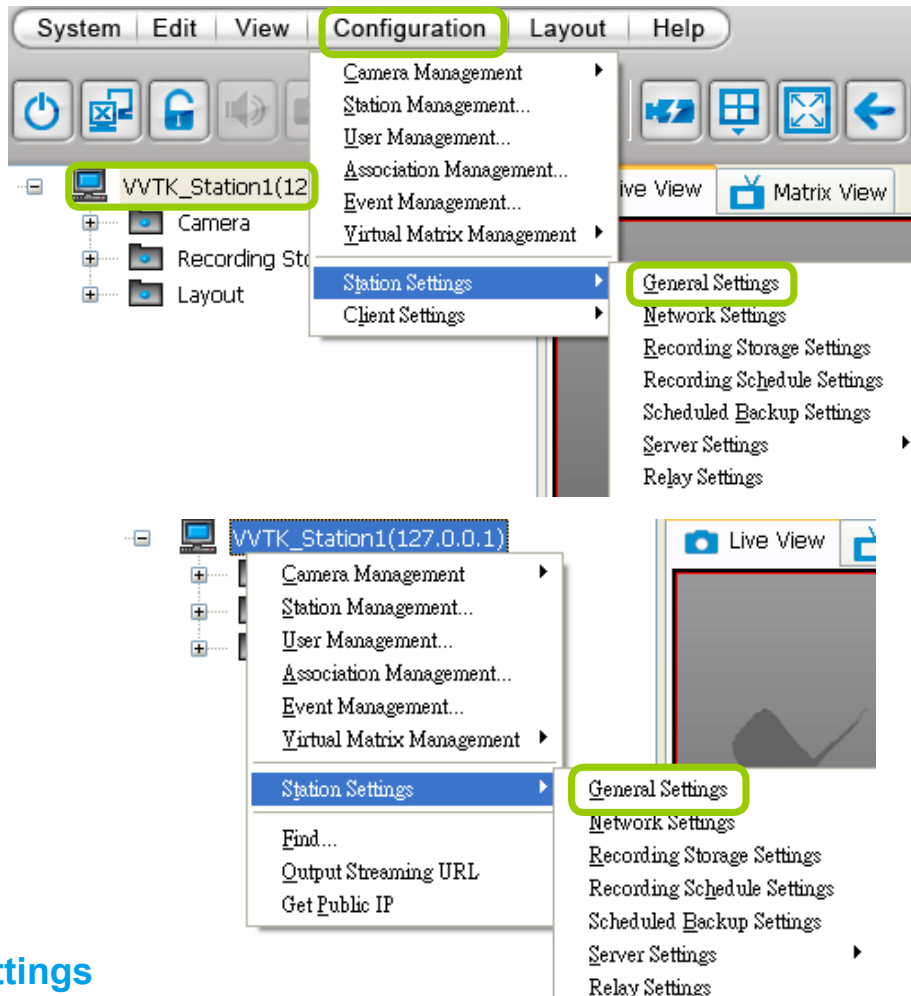 System Edit View Configuration Layout Help
Camera Management
Station Management...
User Management...
Association Management...
Event Management...
Virtual Matrix Management
Station Settings
Client Settings
VVTK_Station1(12
Camera
Recording Sto
Layout
ive View Matrix View
General Settings
Network Settings
Recording Storage Settings
Recording Schedule Settings
Scheduled Backup Settings
Server Settings
Relay Settings
VVTK_Station1(127.0.0.1)
Live View
Camera Management
Station Management...
User Management...
Association Management...
Event Management...
Virtual Matrix Management
Station Settings
Find...
Output Streaming URL
Get Public IP
General Settings
Network Settings
Recording Storage Settings
Recording Schedule Settings
Scheduled Backup Settings
Server Settings
Relay Settings
ttings